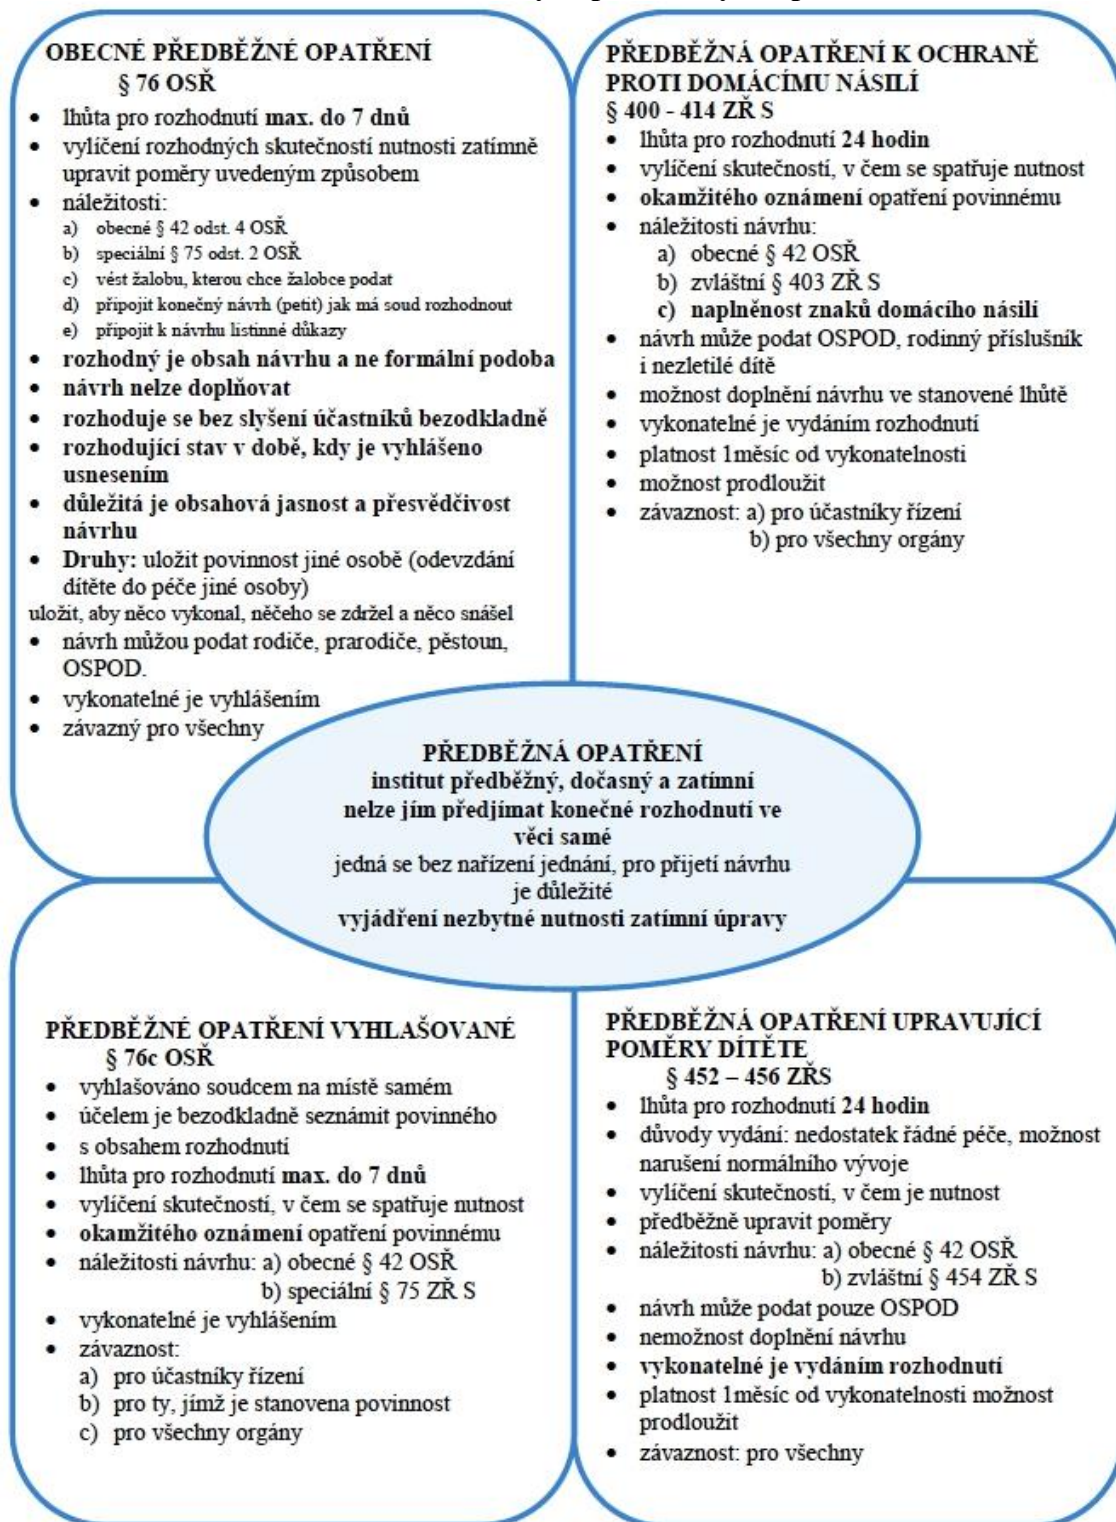 OBECNÉ PŘEDBĚŽNÉ OPATŘENÍ
§ 76 OSŘ
• lhůta pro rozhodnutí max. do 7 dnů
• vylíčení rozhodných skutečností nutnosti zatímně
upravit poměry uvedeným způsobem
• náležitosti:
a) obecné § 42 odst. 4 OSŘ
b) speciální § 75 odst. 2 OSŘ
c) vést žalobu, kterou chce žalobce podat
d) připojit konečný návrh (petit) jak má soud rozhodnout
e) připojit k návrhu listinné důkazy
• rozhodný je obsah návrhu a ne formální podoba
• návrh nelze doplňovat
• rozhoduje se bez slyšení účastníků bezodkladně
• rozhodující stav v době, kdy je vyhlášeno
usnesením
• důležitá je obsahová jasnost a přesvědčivost
návrhu
• Druhy: uložit povinnost jiné osobě (odevzdání
dítěte do péče jiné osoby)
uložit, aby něco vykonal, něčeho se zdržel a něco snášel
• návrh můžou podat rodiče, prarodiče, pěstoun,
OSPOD.
• vykonatelné je vyhlášením
• závazný pro všechny
PŘEDBĚŽNÁ OPATŘENÍ K OCHRANĚ
PROTI DOMÁCÍMU NÁSILÍ
§ 400 - 414 ZŘ S
• lhůta pro rozhodnutí 24 hodin
• vylíčení skutečností, v čem se spatřuje nutnost
• okamžitého oznámení opatření povinnému
• náležitosti návrhu:
a) obecné § 42 OSŘ
b) zvláštní § 403 ZŘ S
c) naplněnost znaků domácího násilí
• návrh může podat OSPOD, rodinný příslušník
i nezletilé dítě
• možnost doplnění návrhu ve stanovené lhůtě
• vykonatelné je vydáním rozhodnutí
• platnost 1měsíc od vykonatelnosti
• možnost prodloužit
• závaznost: a) pro účastníky řízení
b) pro všechny orgány
PŘEDBĚŽNÁ OPATŘENÍ
institut předběžný, dočasný a zatímní
nelze jím předjímat konečné rozhodnutí ve
věci samé
jedná se bez nařízení jednání, pro přijetí návrhu
je důležité
vyjádření nezbytné nutnosti zatímní úpravy
PŘEDBĚŽNÉ OPATŘENÍ VYHLAŠOVANÉ
§ 76c OSŘ
• vyhlašováno soudcem na místě samém
• účelem je bezodkladně seznámit povinného
• s obsahem rozhodnutí
• lhůta pro rozhodnutí max. do 7 dnů
• vylíčení skutečností, v čem se spatřuje nutnost
• okamžitého oznámení opatření povinnému
• náležitosti návrhu: a) obecné § 42 OSŘ
b) speciální § 75 ZŘ S
• vykonatelné je vyhlášením
• závaznost:
a) pro účastníky řízení
b) pro ty, jímž je stanovena povinnost
c) pro všechny orgány
PŘEDBĚŽNÁ OPATŘENÍ UPRAVUJÍCÍ
POMĚRY DÍTĚTE
§ 452 – 456 ZŘS
• lhůta pro rozhodnutí 24 hodin
• důvody vydání: nedostatek řádné péče, možnost
narušení normálního vývoje
• vylíčení skutečností, v čem je nutnost
• předběžně upravit poměry
• náležitosti návrhu: a) obecné § 42 OSŘ
b) zvláštní § 454 ZŘ S
• návrh může podat pouze OSPOD
• nemožnost doplnění návrhu
• vykonatelné je vydáním rozhodnutí
• platnost 1měsíc od vykonatelnosti možnost
prodloužit
• závaznost: pro všechny